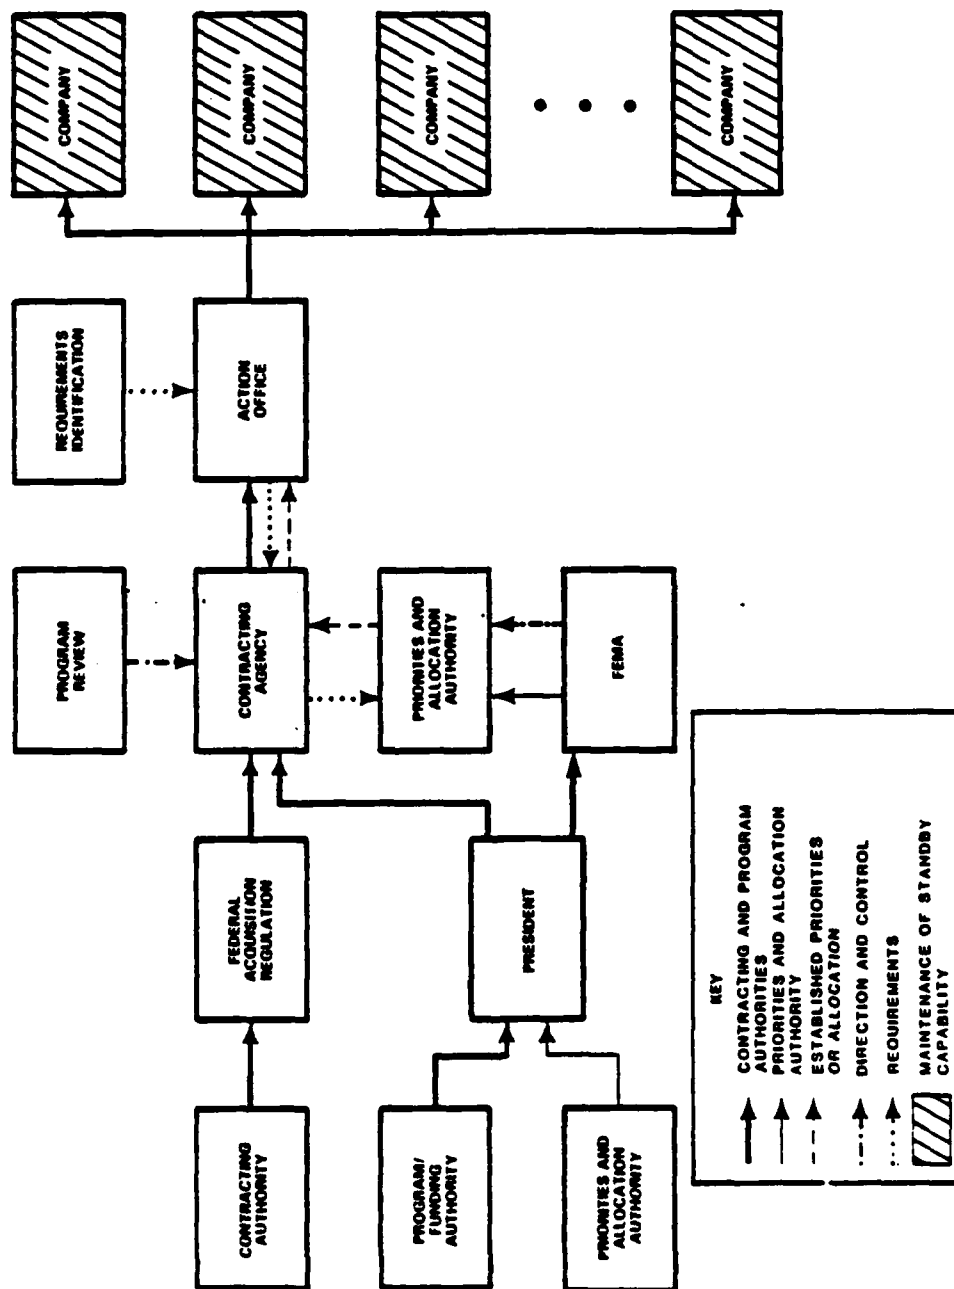 CONTRACTING
AUTHORITY
PROGRAM/
FUNDING
AUTHORITY
PRIORITIES AND
ALLOCATION
AUTHORITY
FEDERAL
ACQUISITION
REGULATION
PRESIDENT
PROGRAM
REVIEW
CONTRACTING
AGENCY
PRIORITIES AND
ALLOCATION
AUTHORITY
FEMA
REQUIREMENTS
IDENTIFICATION
ACTION
OFFICE
COMPANY
COMPANY
COMPANY
COMPANY
KEY
CONTRACTING AND PROGRAM
AUTHORITIES
PRIORITIES AND ALLOCATION
AUTHORITY
ESTABLISHED PRIORITIES
OR ALLOCATION
DIRECTION AND CONTROL
REQUIREMENTS
MAINTENANCE OF STANDBY
CAPABILITY